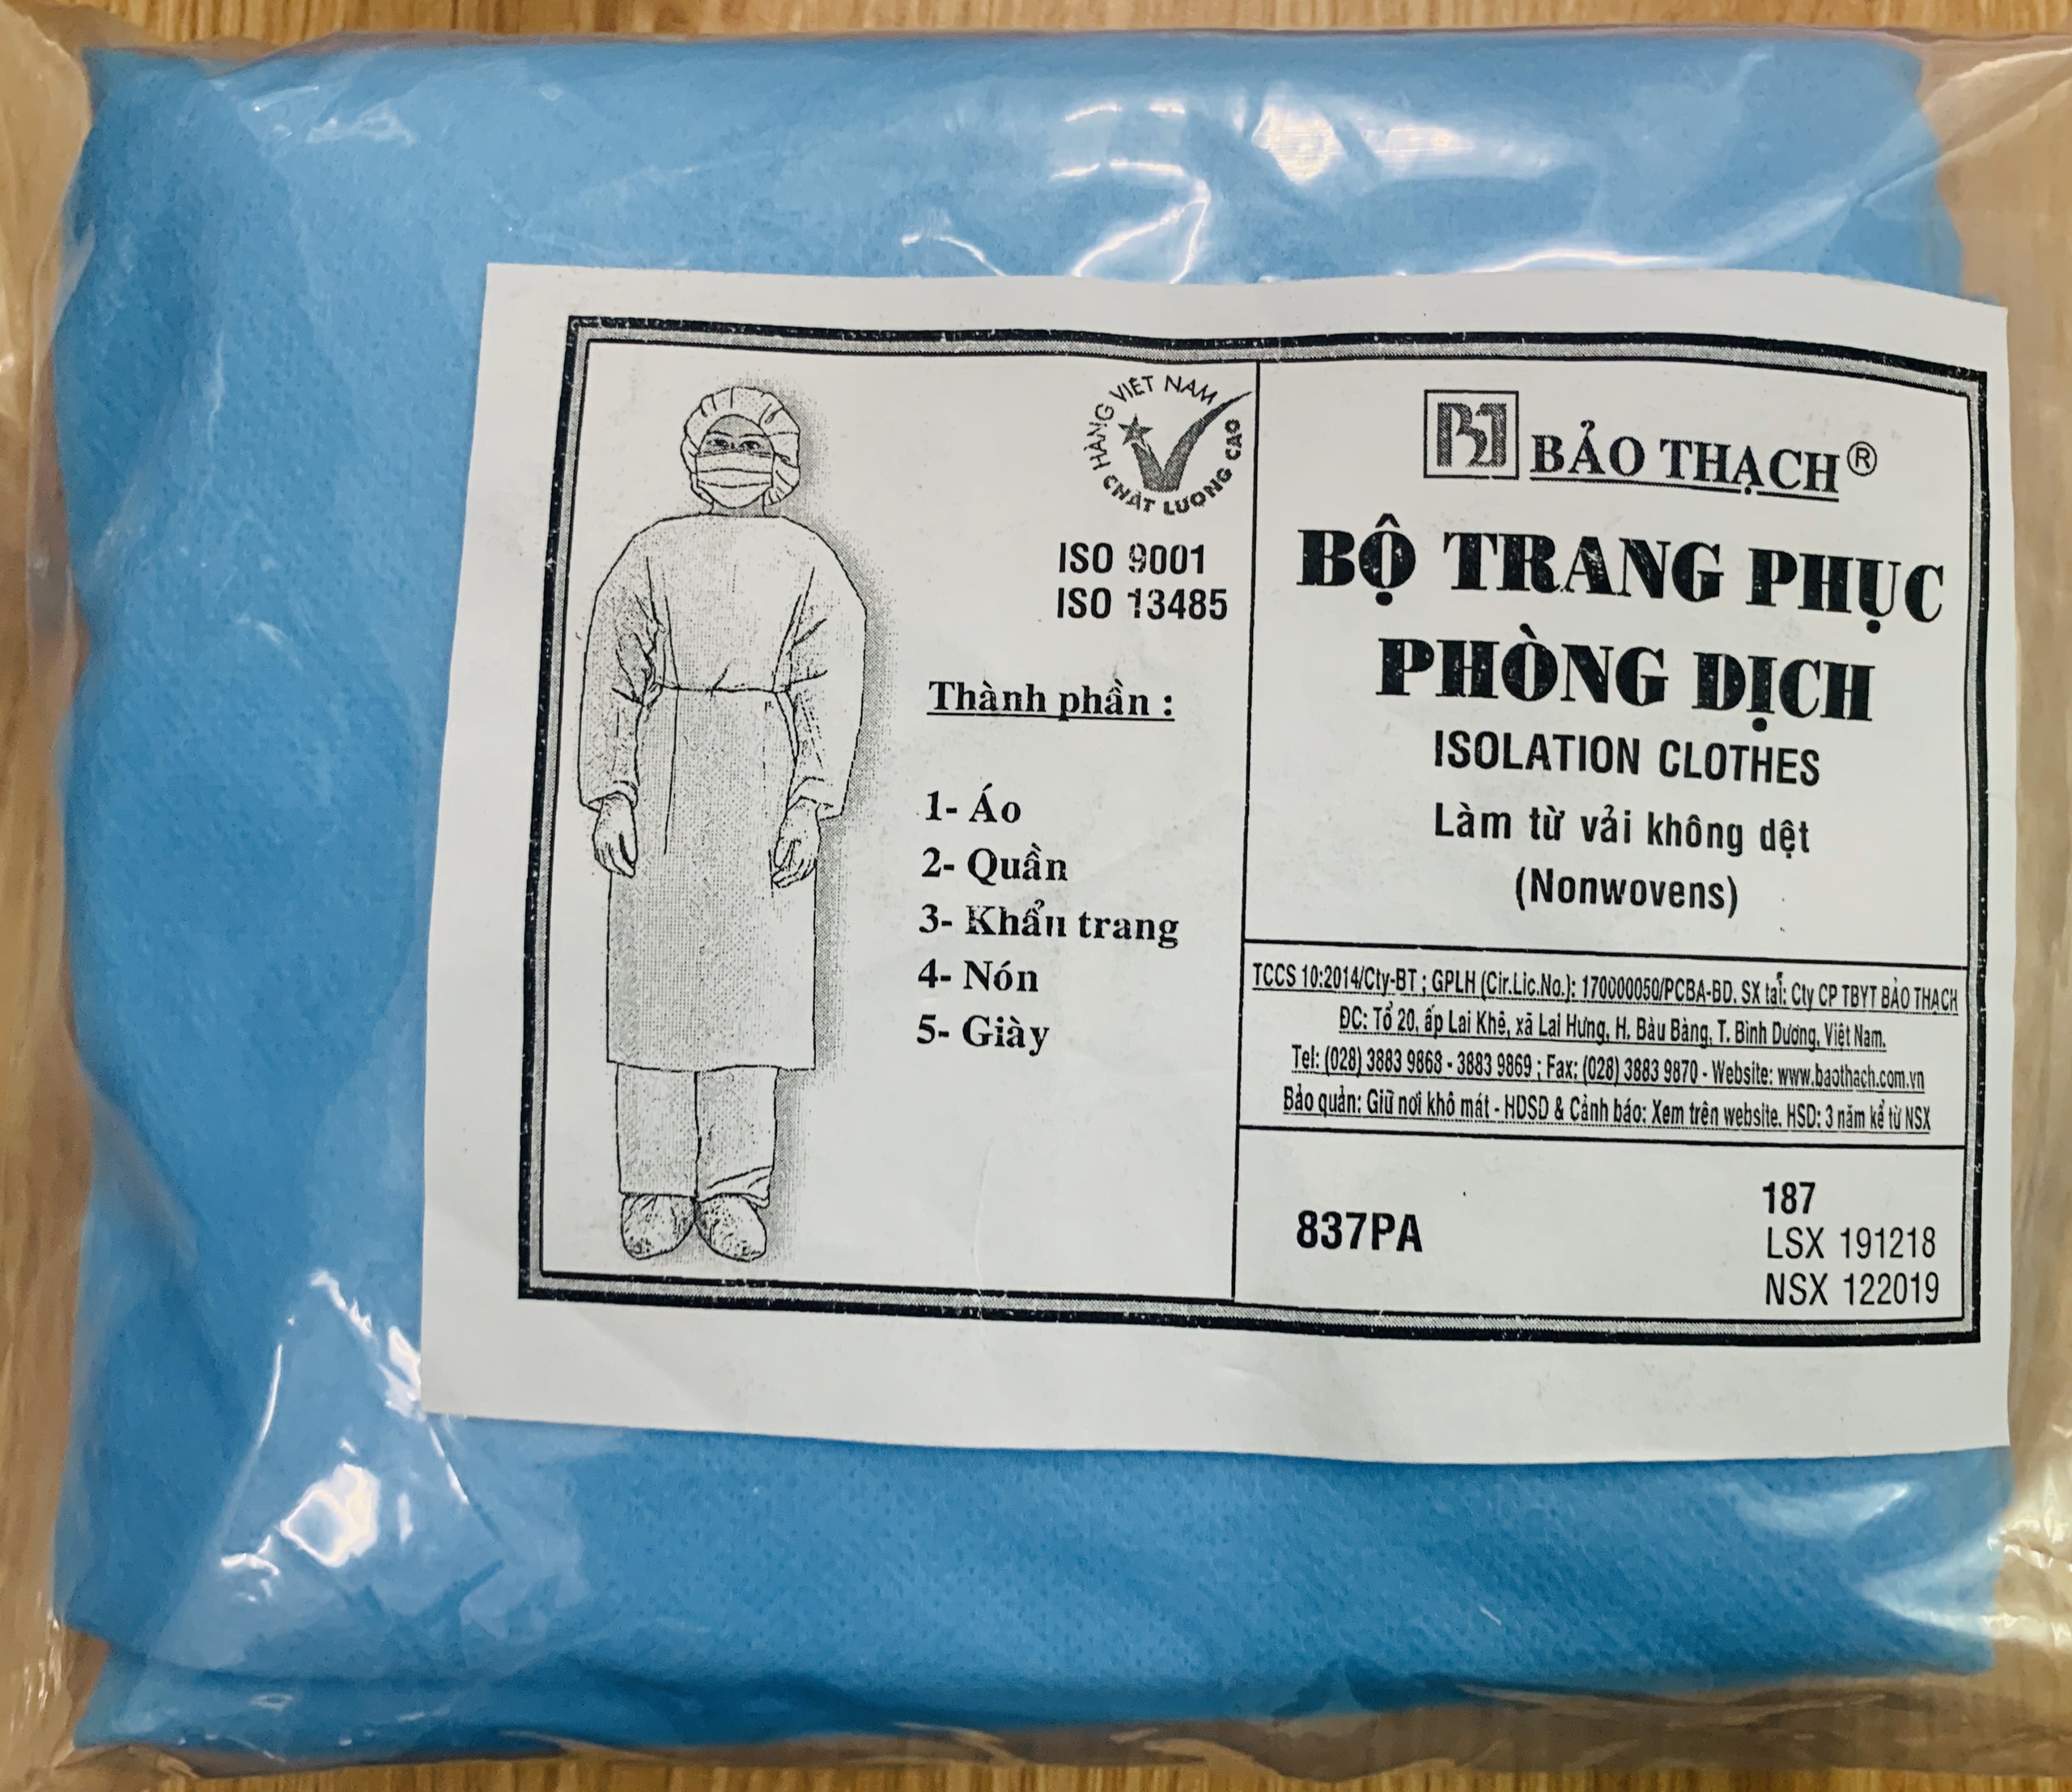 HÀNG VIỆT NAM CHẤT LƯỢNG CAO
ISO 9001
ISO 13485
Thành phần :
1- Áo
2- Quần
3- Khẩu trang
4- Nón
5- Giày
BẢO THẠCH®
BỘ TRANG PHỤC
PHÒNG DỊCH
ISOLATION CLOTHES
Làm từ vải không dệt
(Nonwovens)
TCCS 10:2014/Cty-BT ; GPLH (Cir.Lic.No.): 170000050/PCBA-BD. SX tại: Cty CP TBYT BẢO THẠCH
ĐC: Tổ 20, ấp Lai Khê, xã Lai Hưng, H. Bàu Bàng, T. Bình Dương, Việt Nam.
Tel: (028) 3883 9868 - 3883 9869 ; Fax: (028) 3883 9870 - Website: www.baothach.com.vn
Bảo quản: Giữ nơi khô mát - HDSD & Cảnh báo: Xem trên website. HSD: 3 năm kể từ NSX
837PA
187
LSX 191218
NSX 122019